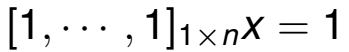 [1, ⋯ , 1]₁ₓₙx = 1